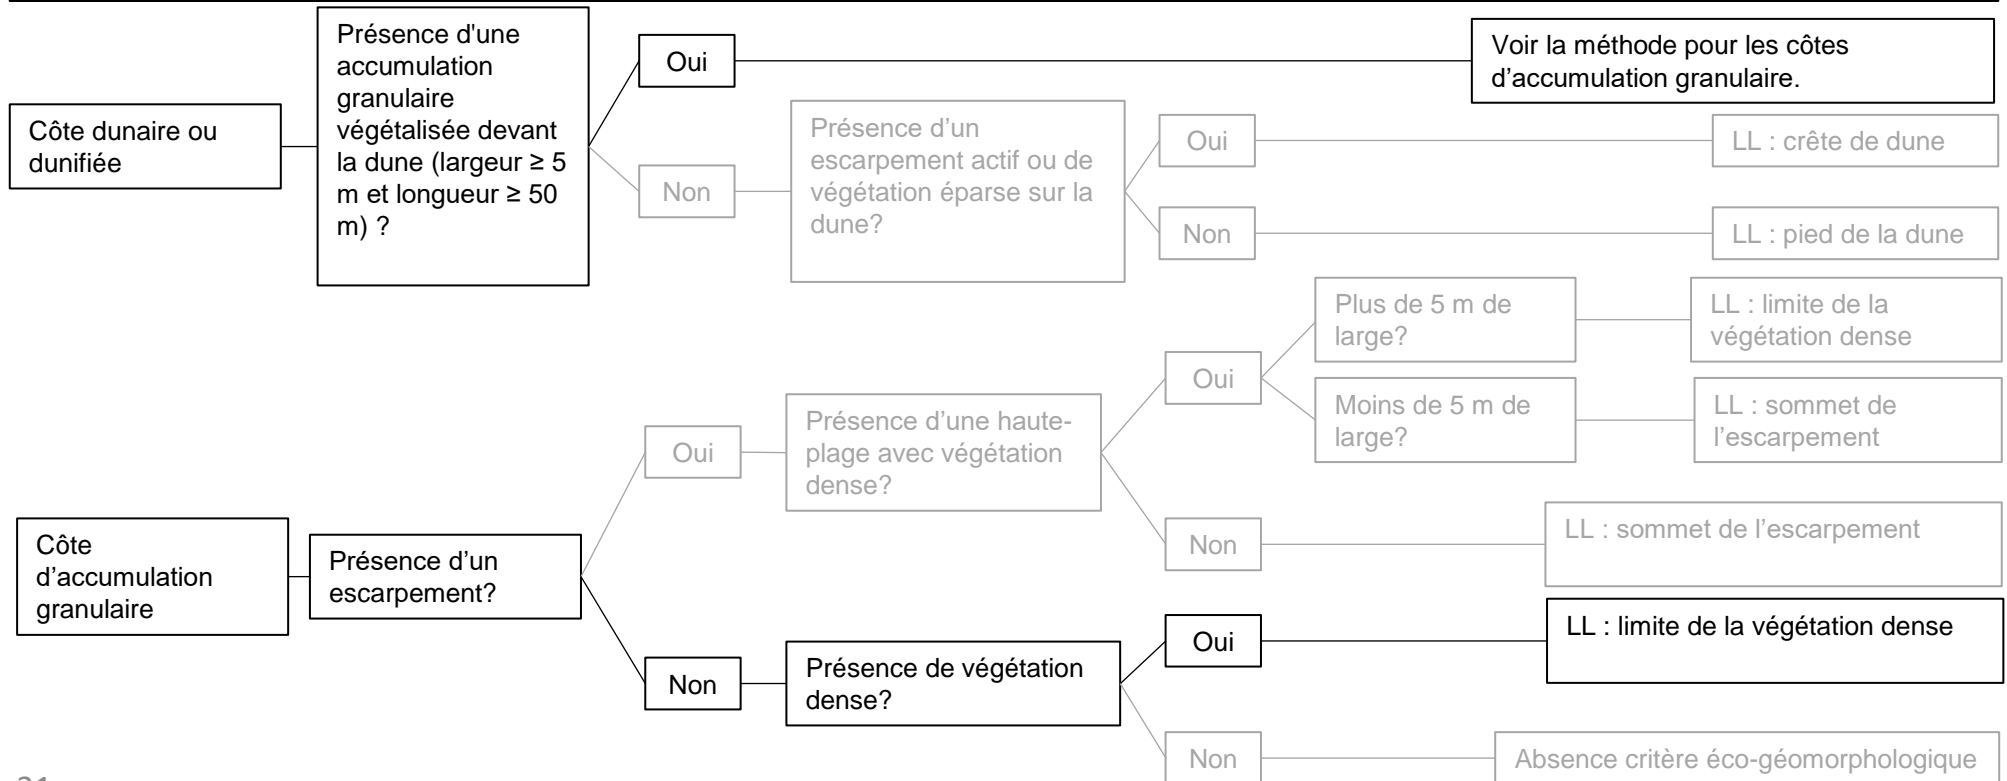 Côte dunaire ou
dunifiée
Présence d'une
accumulation
granulaire
végétalisée devant
la dune (largeur ≥ 5
m et longueur ≥ 50
m) ?
Oui
Voir la méthode pour les côtes
d’accumulation granulaire.
Non
Présence d’un
escarpement actif ou de
végétation éparse sur la
dune?
Oui
LL : crête de dune
Non
LL : pied de la dune
Côte
d’accumulation
granulaire
Présence d’un
escarpement?
Oui
Présence d’une haute-
plage avec végétation
dense?
Oui
Plus de 5 m de
large?
LL : limite de la
végétation dense
Moins de 5 m de
large?
LL : sommet de
l’escarpement
Non
LL : sommet de l’escarpement
Non
Présence de végétation
dense?
Oui
LL : limite de la végétation dense
Non
Absence critère éco-géomorphologique